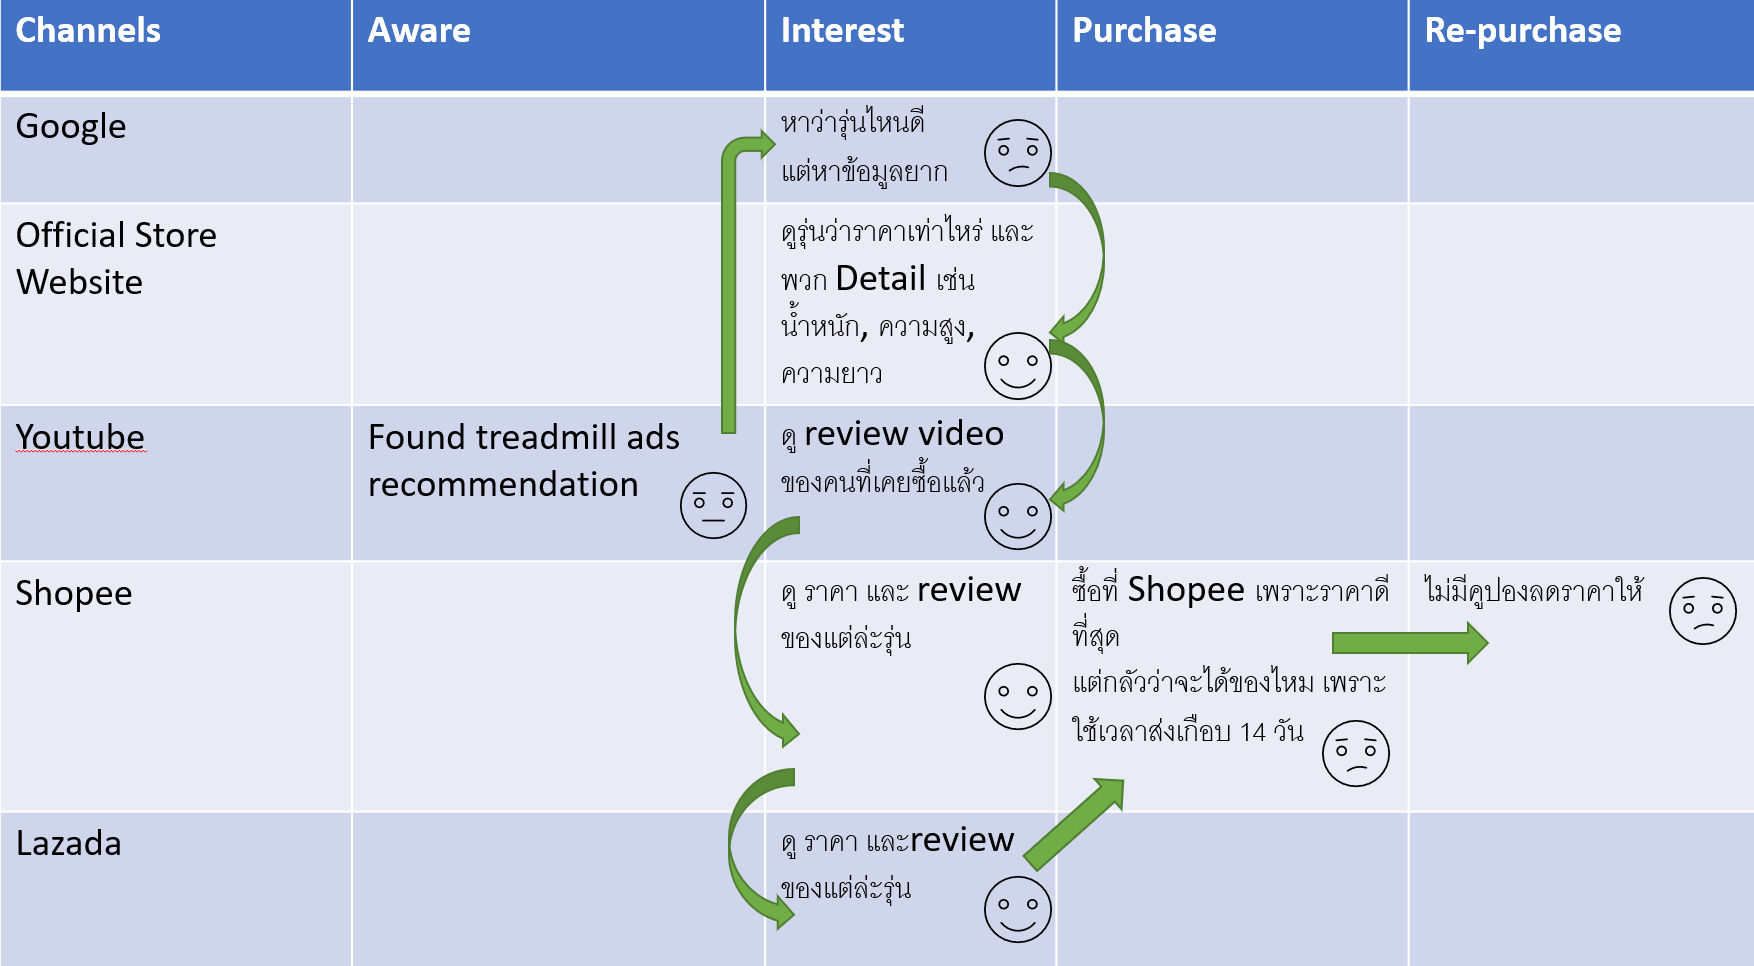 Channels
Aware
Interest
Purchase
Re-purchase
Google
หาว่ารุ่นไหนดี
แต่หาข้อมูลยาก
Official Store
Website
ดูรุ่นว่าราคาเท่าไหร่ และ
พวก Detail เช่น
น้ำหนัก, ความสูง,
ความยาว
Youtube
Found treadmill ads
recommendation
ดู review video
ของคนที่เคยซื้อแล้ว
Shopee
ดู ราคา และ review
ของแต่ล่ะรุ่น
ซื้อที่ Shopee เพราะราคาดี
ที่สุด
แต่กลัวว่าจะได้ของไหม เพราะ
ใช้เวลาส่งเกือบ 14 วัน
ไม่มีคูปองลดราคาให้
Lazada
ดู ราคา และreview
ของแต่ล่ะรุ่น